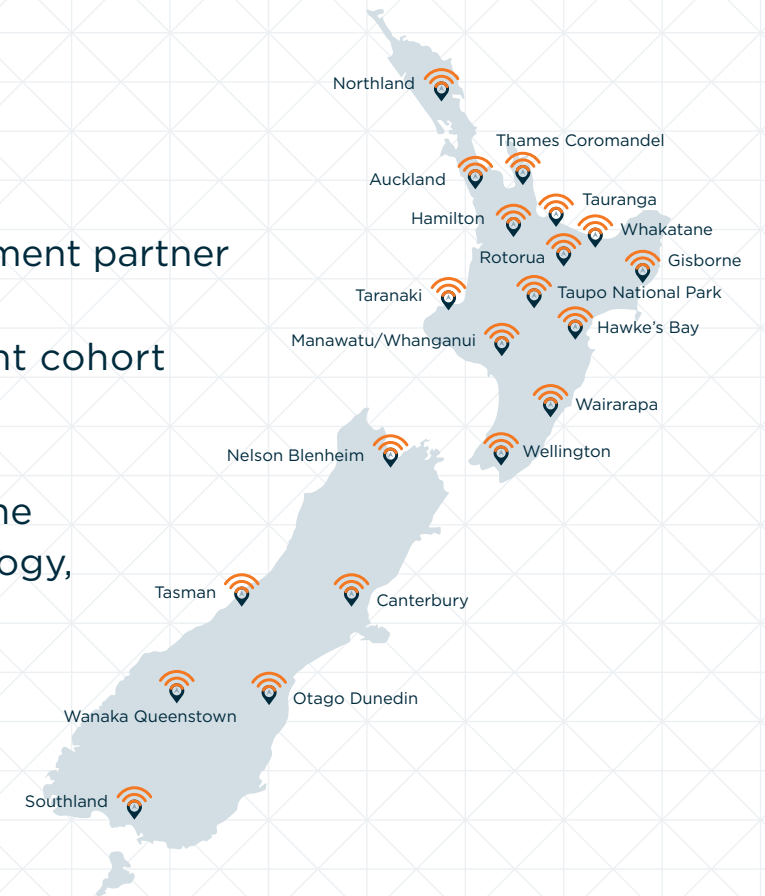 Northland
Thames Coromandel
Auckland
Tauranga
Hamilton
Whakatane
ment partner
Rotorua
Gisborne
Taranaki
Taupo National Park
Hawke's Bay
Manawatu/Whanganui
nt cohort
Wairarapa
Wellington
Nelson Blenheim
ne
ogy,
Tasman
Canterbury
Otago Dunedin
Wanaka Queenstown
Southland